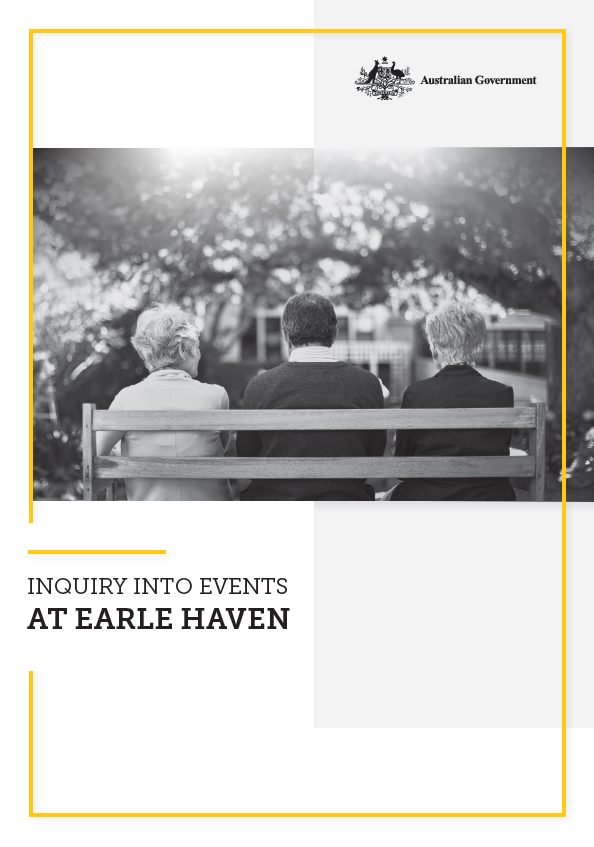 Australian Government
INQUIRY INTO EVENTS
AT EARLE HAVEN